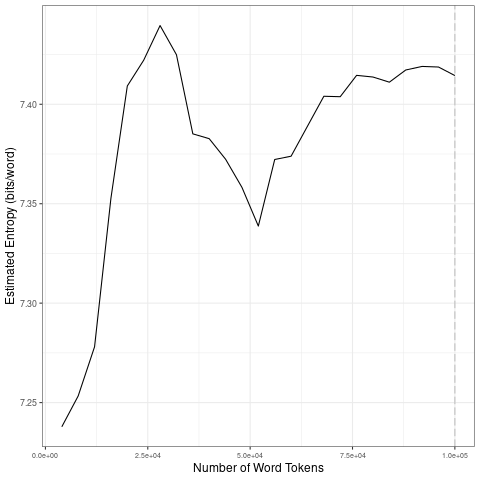 Estimated Entropy (bits/word)
7.40
7.35
7.30
7.25
0.0e+00 2.5e+04 5.0e+04 7.5e+04 1.0e+05
Number of Word Tokens